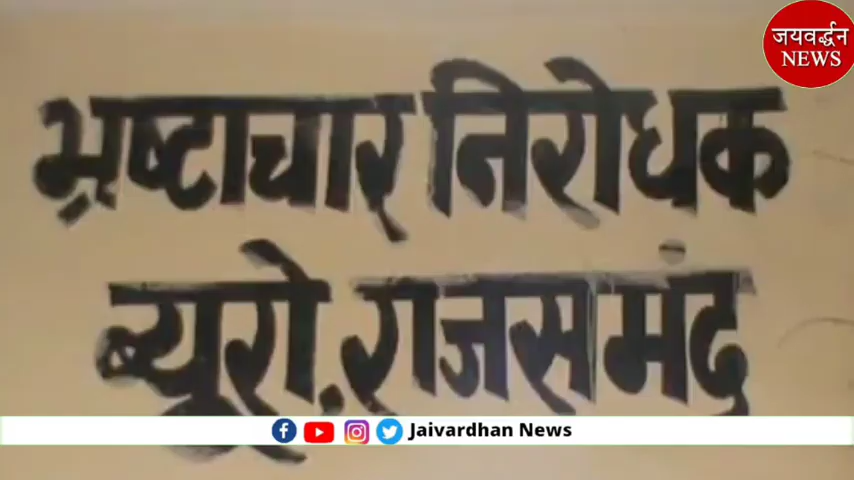 जयवर्द्धन
NEWS
भ्रष्टाचार निरोधक
ब्यूरो.राजसमंद
Jaivardhan News